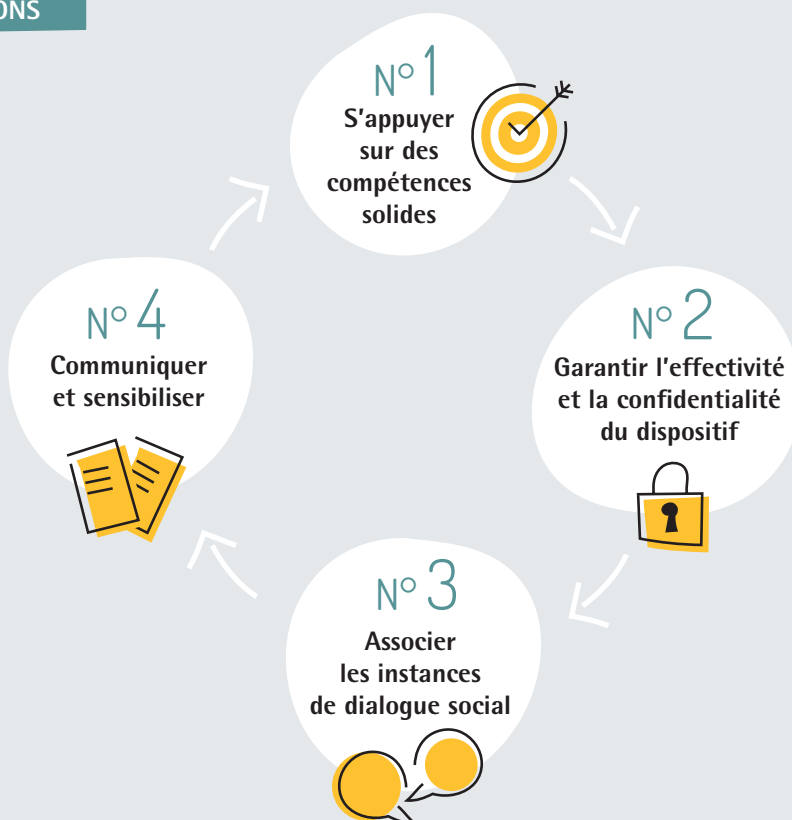 ONS
N° 1
S'appuyer
sur des
compétences
solides
N° 2
Garantir l'effectivité
et la confidentialité
du dispositif
N° 3
Associer
les instances
de dialogue social
N° 4
Communiquer
et sensibiliser